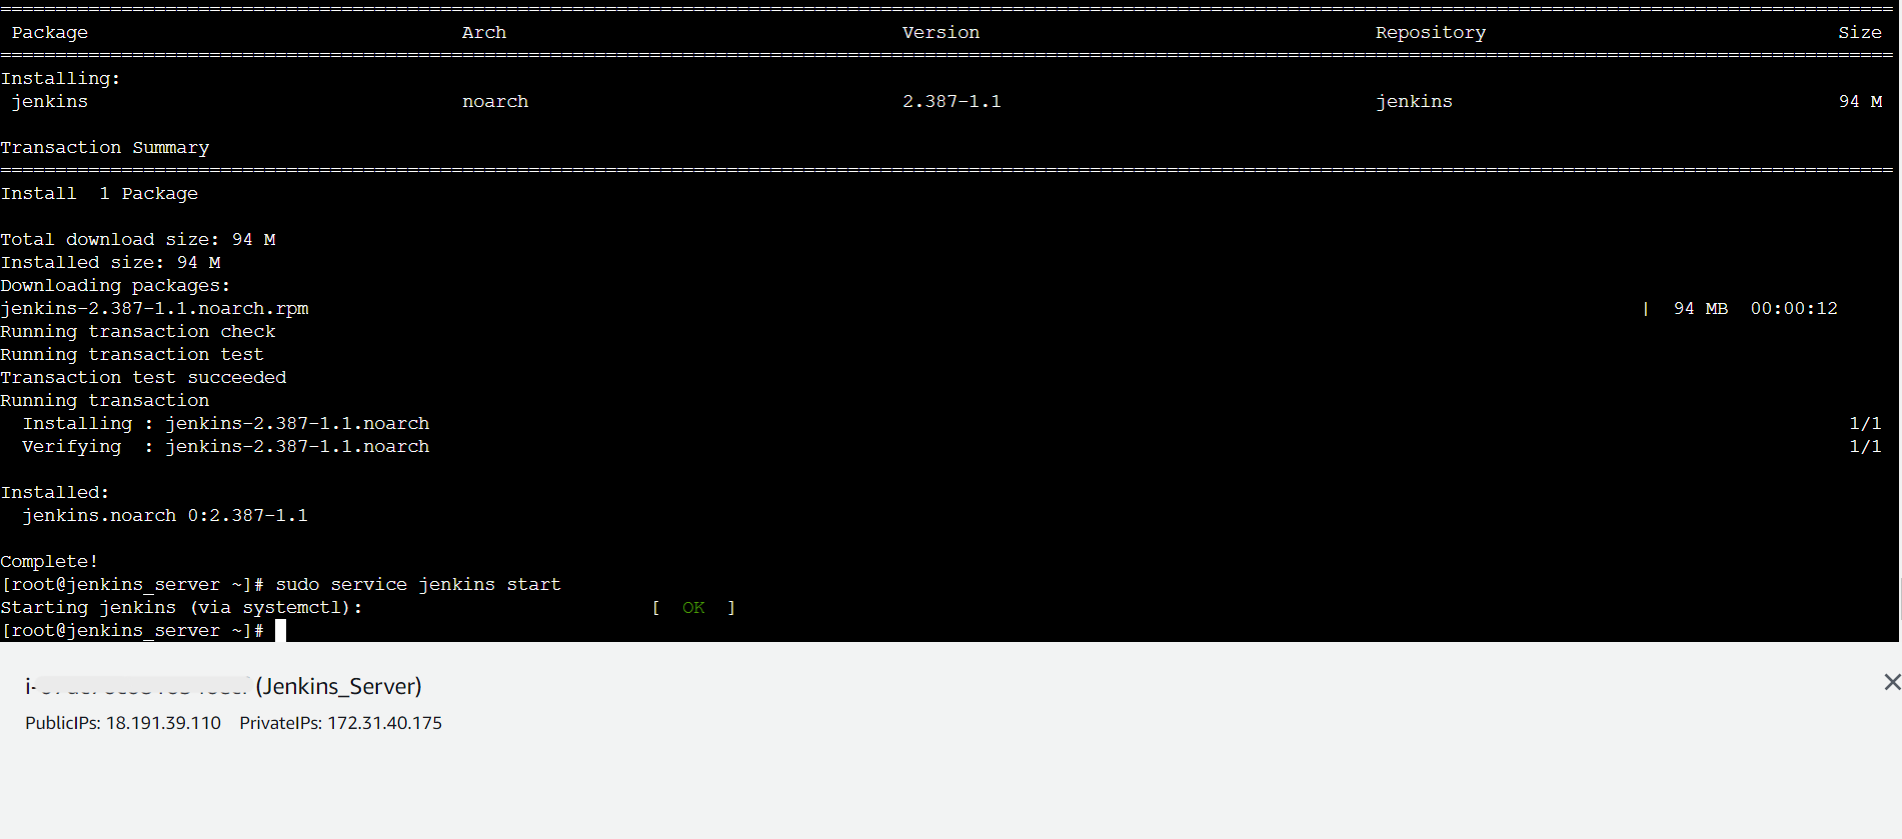 ================================================================================
Package Arch Version Repository Size
================================================================================
Installing:
jenkins noarch 2.387-1.1 jenkins 94 M
Transaction Summary
================================================================================
Install 1 Package
Total download size: 94 M
Installed size: 94 M
Downloading packages:
jenkins-2.387-1.1.noarch.rpm | 94 MB 00:00:12
Running transaction check
Running transaction test
Transaction test succeeded
Running transaction
Installing : jenkins-2.387-1.1.noarch 1/1
Verifying : jenkins-2.387-1.1.noarch 1/1
Installed:
jenkins.noarch 0:2.387-1.1
Complete!
[root@jenkins_server ~]# sudo service jenkins start
Starting jenkins (via systemctl): [ OK ]
[root@jenkins_server ~]#
i- (Jenkins_Server)
PublicIPs: 18.191.39.110 PrivateIPs: 172.31.40.175